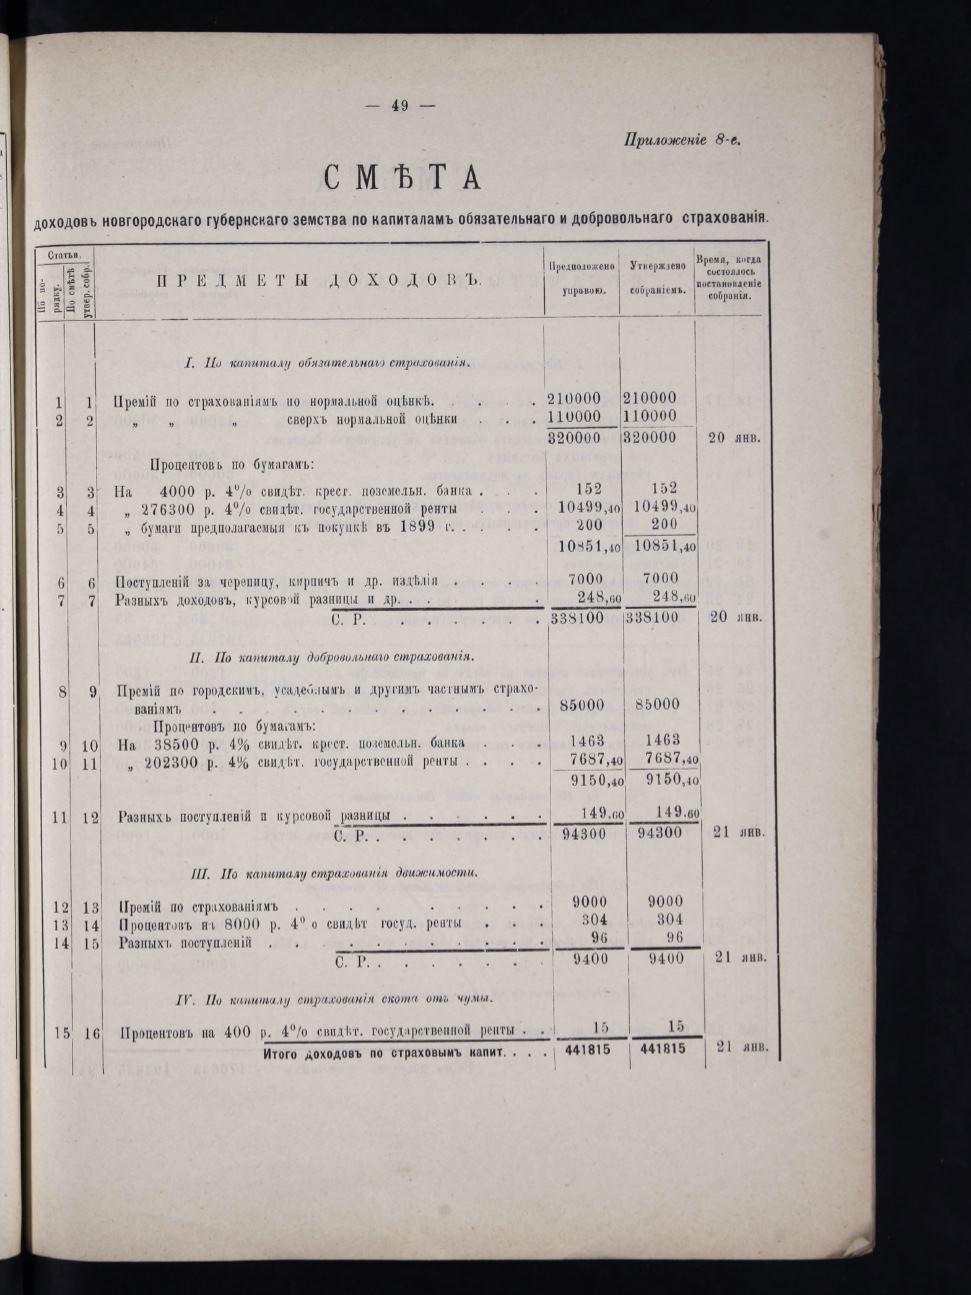 — 49 —
Приложеніе 8-е.
СМѢТА
доходовъ новгородскаго губернскаго земства по капиталамъ обязательнаго и добровольнаго страхованія.
Статьи.
По порядку.
По смѣтѣ утвер. собр.
ПРЕДМЕТЫ ДОХОДОВЪ.
Предположено управою.
Утверждено собраніемъ.
Время, когда состоялось постановленіе собранія.
I. По капиталу обязательнаго страхованія.
1 1 Премій по страхованіямъ по нормальной оцѣнкѣ. . . . 210000 210000
2 2 „ „ „ сверхъ нормальной оцѣнки . . . 110000 110000
320000 320000 20 янв.
Процентовъ по бумагамъ:
3 3 На 4000 р. 4% свидѣт. крест. поземельн. банка . . . 152 152
4 4 „ 276300 р. 4% свидѣт. государственной ренты . . . 10499,40 10499,40
5 5 „ бумаги предполагаемыя къ покупкѣ въ 1899 г. . . . . 200 200
10851,40 10851,40
6 6 Поступленій за черепицу, кирпичъ и др. издѣлія . . . . 7000 7000
7 7 Разныхъ доходовъ, курсовой разницы и др. . . . 248,60 248,60
С. Р. . . . . . . 338100 338100 20 янв.
II. По капиталу добровольнаго страхованія.
8 9 Премій по городскимъ, усадебнымъ и другимъ частнымъ страхо-
ваніямъ . . . . . . . . . . . . 85000 85000
Процентовъ по бумагамъ:
9 10 На 38500 р. 4% свидѣт. крест. поземельн. банка . . . 1463 1463
10 11 „ 202300 р. 4% свидѣт. государственной ренты . . . . 7687,40 7687,40
9150,40 9150,40
11 12 Разныхъ поступленій и курсовой разницы . . . . . . 149.60 149.60
С. Р. . . . . . . . 94300 94300 21 янв.
III. По капиталу страхованія движимости.
12 13 Премій по страхованіямъ . . . . . . . . . 9000 9000
13 14 Процентовъ на 8000 р. 4% свидѣт госуд. ренты . . . 304 304
14 15 Разныхъ поступленій . . . . . . . . . . 96 96
С. Р. . . . . . . . 9400 9400 21 янв.
IV. По капиталу страхованія скота отъ чумы.
15 16 Процентовъ на 400 р. 4% свидѣт. государственной ренты . . 15 15
Итого доходовъ по страховымъ капит. . . . 441815 441815 21 янв.